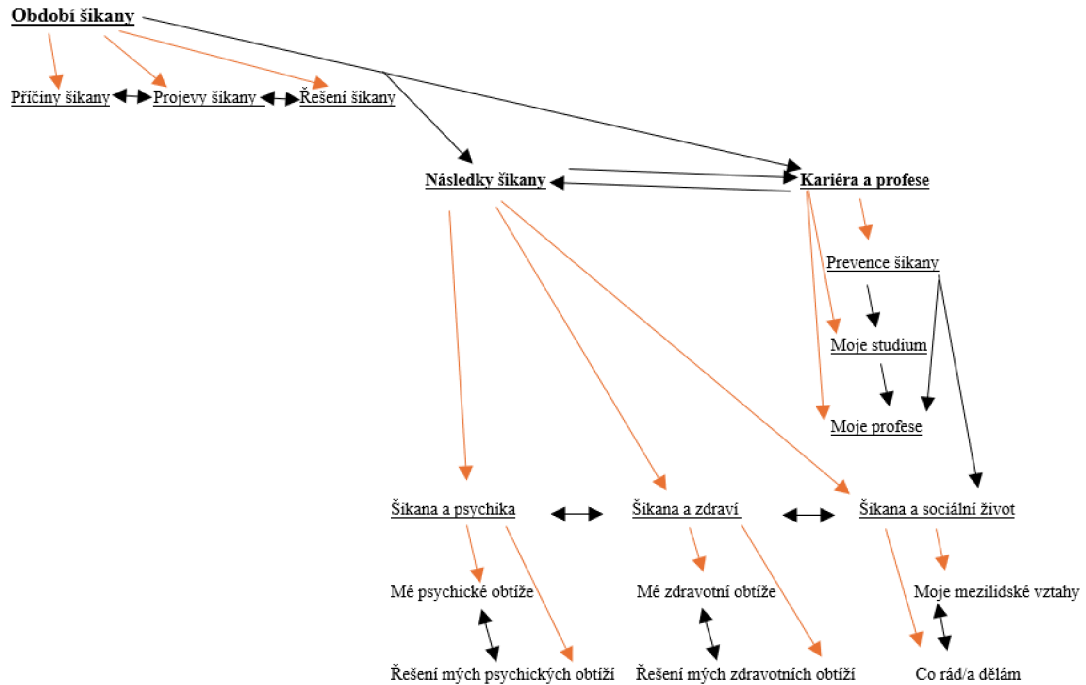 Období šikany
Příčiny šikany
Projevy šikany
Řešení šikany
Následky šikany
Kariéra a profese
Prevence šikany
Moje studium
Moje profese
Šikana a psychika
Šikana a zdraví
Šikana a sociální život
Mé psychické obtíže
Mé zdravotní obtíže
Moje mezilidské vztahy
Řešení mých psychických obtíží
Řešení mých zdravotních obtíží
Co rád/a dělám